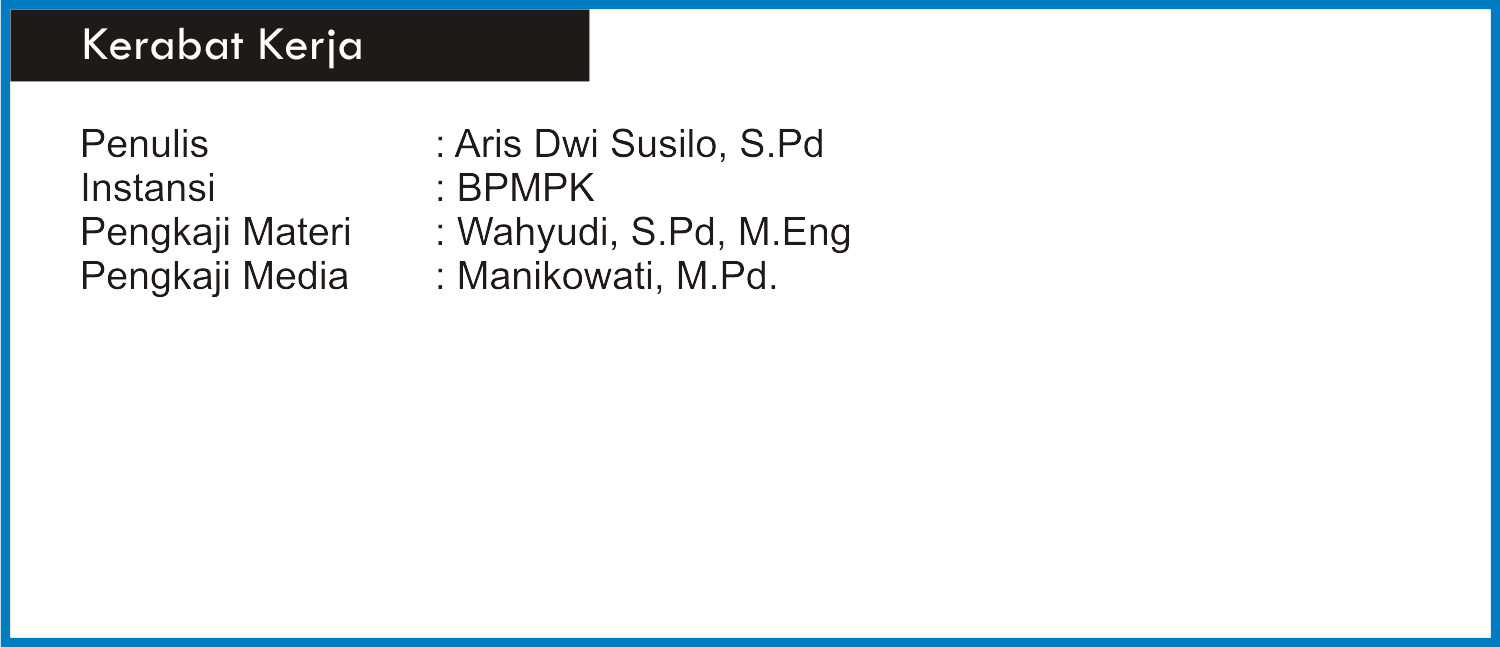 Kerabat Kerja
Penulis : Aris Dwi Susilo, S.Pd
Instansi : BPMPK
Pengkaji Materi : Wahyudi, S.Pd, M.Eng
Pengkaji Media : Manikowati, M.Pd.